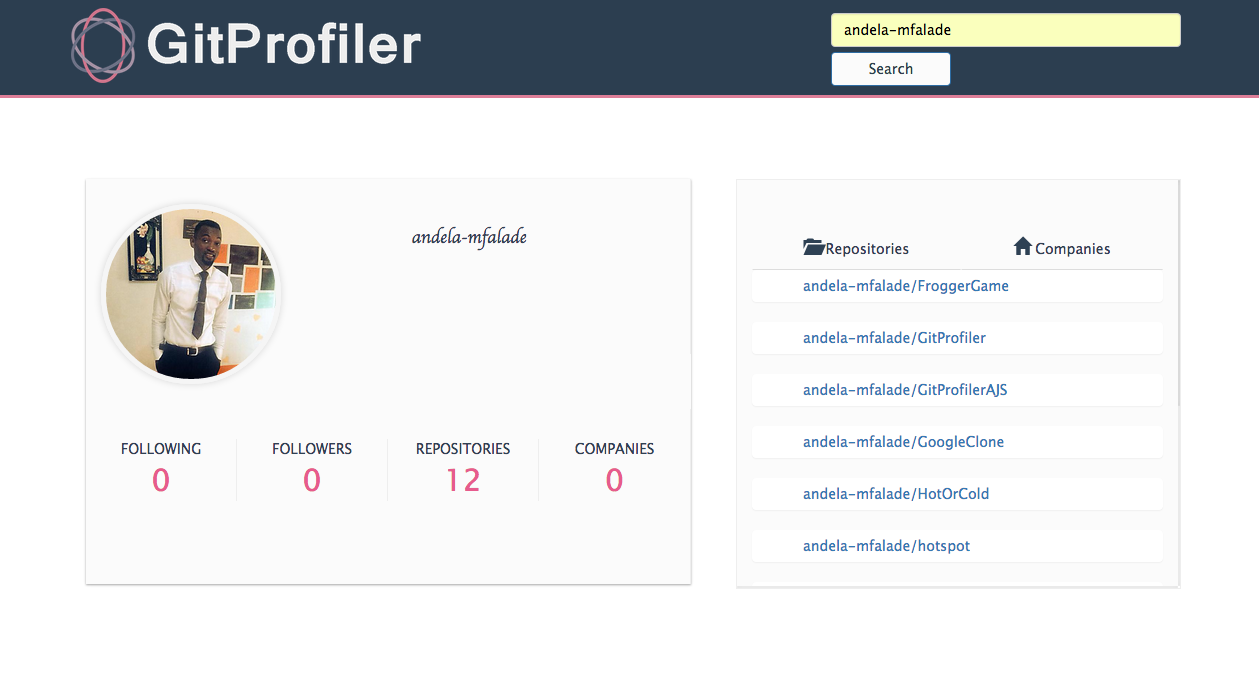 GitProfiler
andela-mfalade
Search
andela-mfalade
FOLLOWING
0
FOLLOWERS
0
REPOSITORIES
12
COMPANIES
0
Repositories
Companies
andela-mfalade/FroggerGame
andela-mfalade/GitProfiler
andela-mfalade/GitProfilerAJS
andela-mfalade/GoogleClone
andela-mfalade/HotOrCold
andela-mfalade/hotspot